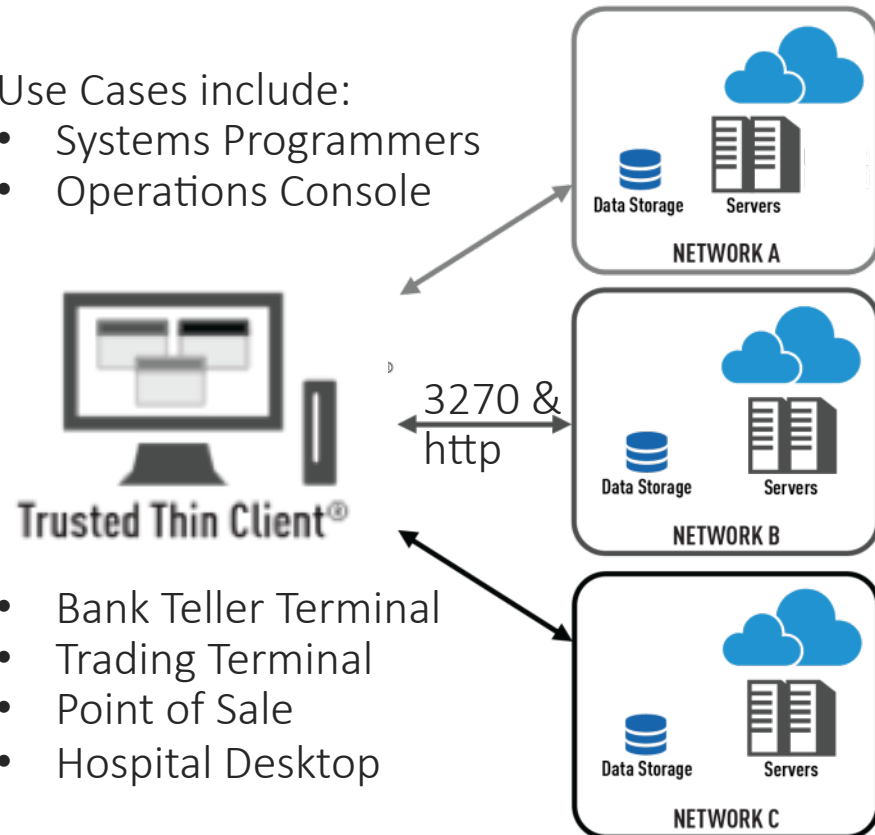 Use Cases include:
• Systems Programmers
• Operations Console
Data Storage
Servers
NETWORK A
®
3270 &
http
Data Storage
Servers
NETWORK B
Trusted Thin Client®
• Bank Teller Terminal
• Trading Terminal
• Point of Sale
• Hospital Desktop
Data Storage
Servers
NETWORK C